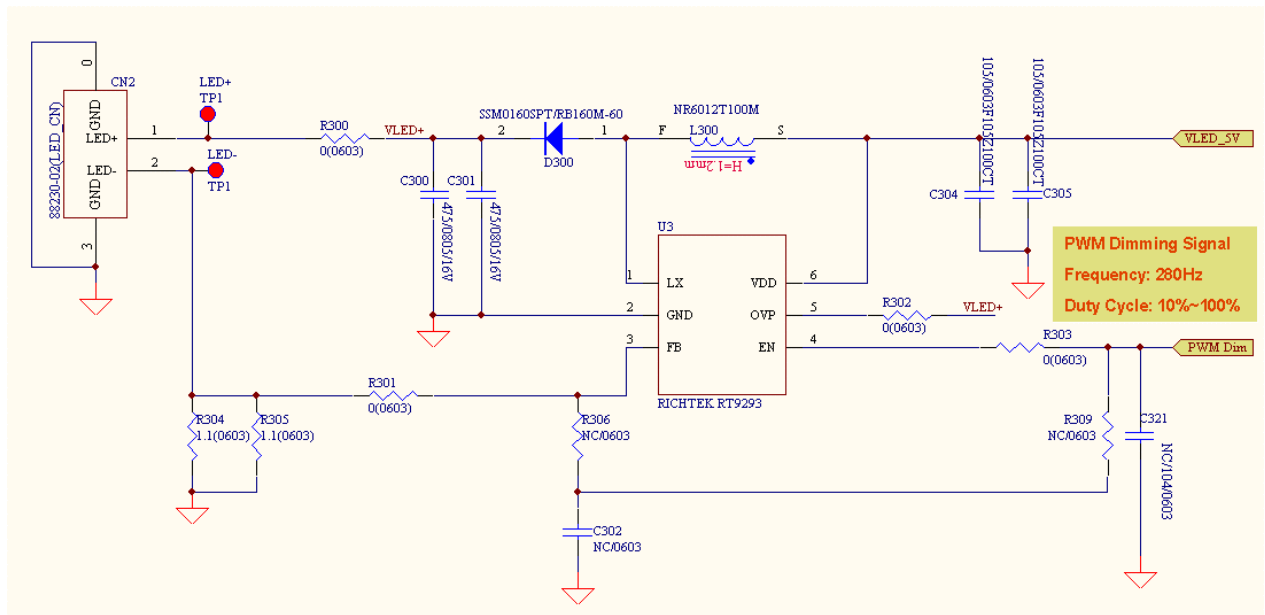 CN2
88230-02(LED_CN)
0
GND
LED+
LED-
GND
3
1
2
LED+
TP1
LED-
TP1
R300
0(0603)
VLED+
2
SSM0160SPT/RB160M-60
1
D300
NR6012T100M
F
L300
S
H=1.2mm
105/0603F105Z100CT
105/0603F105Z100CT
VLED_5V
C300
475/0805/16V
C301
475/0805/16V
C304
C305
U3
1
LX
VDD
6
2
GND
OVP
5
3
FB
EN
4
RICHTEK RT9293
R302
0(0603)
VLED+
R303
0(0603)
PWM Dimming Signal
Frequency: 280Hz
Duty Cycle: 10%~100%
PWM Dim
R301
0(0603)
R304
1.1(0603)
R305
1.1(0603)
R306
NC/0603
R309
NC/0603
C321
NC/104/0603
C302
NC/0603